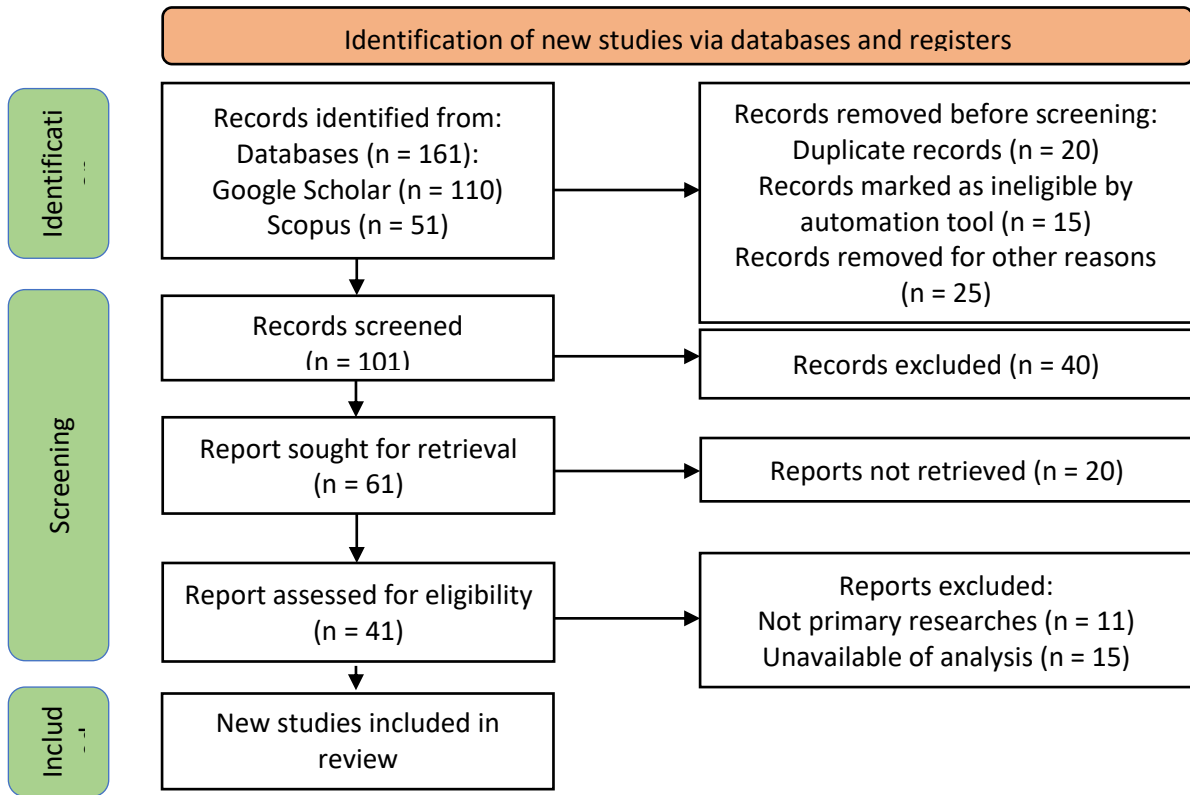 Identification of new studies via databases and registers
Identificati
Records identified from:
Databases (n = 161):
Google Scholar (n = 110)
Scopus (n = 51)
Records removed before screening:
Duplicate records (n = 20)
Records marked as ineligible by
automation tool (n = 15)
Records removed for other reasons
(n = 25)
Screening
Records screened
(n = 101)
Records excluded (n = 40)
Report sought for retrieval
(n = 61)
Reports not retrieved (n = 20)
Report assessed for eligibility
(n = 41)
Reports excluded:
Not primary researches (n = 11)
Unavailable of analysis (n = 15)
Includ
New studies included in
review